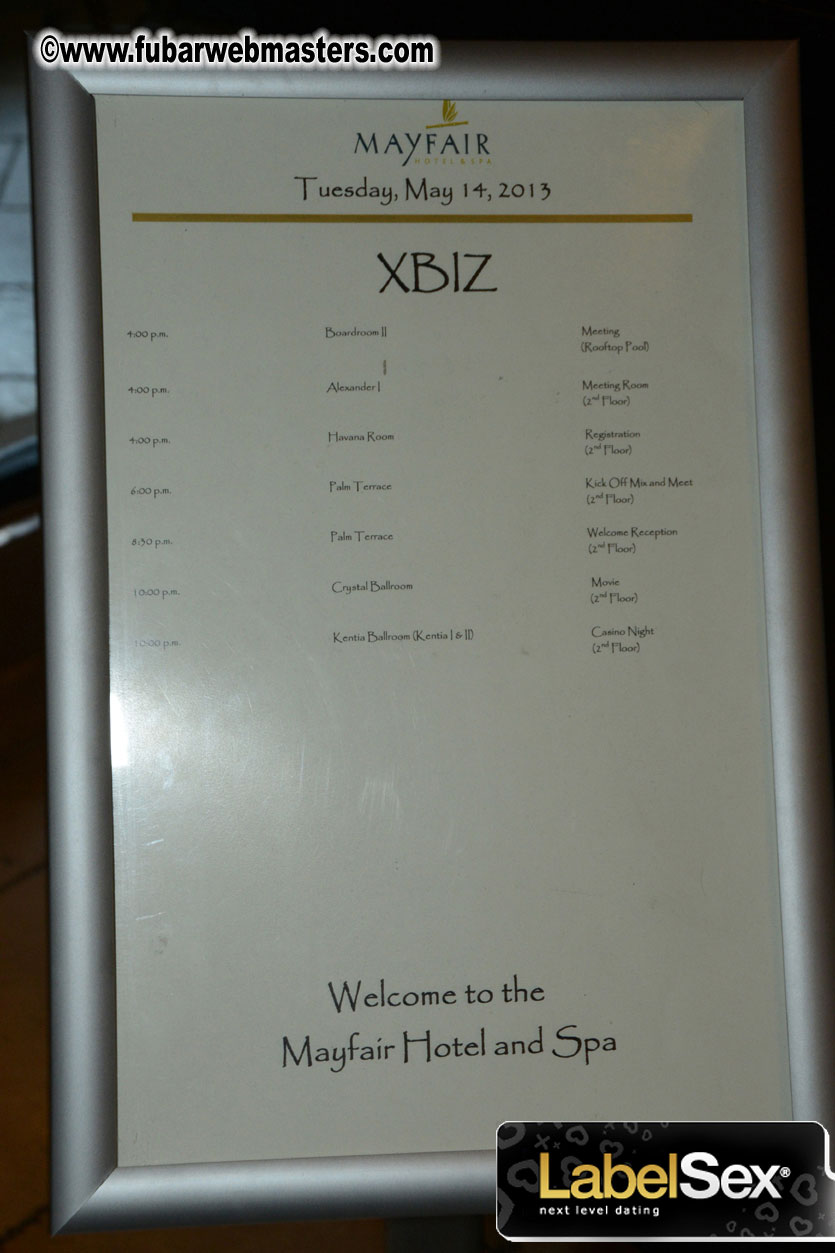 ©www.fubarwebmasters.com
MAYFAIR
HOTEL & SPA
Tuesday, May 14, 2013
XBIZ
4:00 p.m. Boardroom II Meeting
(Rooftop Pool)
4:00 p.m. Alexander I Meeting Room
(2nd Floor)
4:00 p.m. Havana Room Registration
(2nd Floor)
6:00 p.m. Palm Terrace Kick Off Mix and Meet
(2nd Floor)
8:30 p.m. Palm Terrace Welcome Reception
(2nd Floor)
10:00 p.m. Crystal Ballroom Movie
(2nd Floor)
10:00 p.m. Kentia Ballroom (Kentia I & II) Casino Night
(2nd Floor)
Welcome to the
Mayfair Hotel and Spa
LabelSex®
next level dating